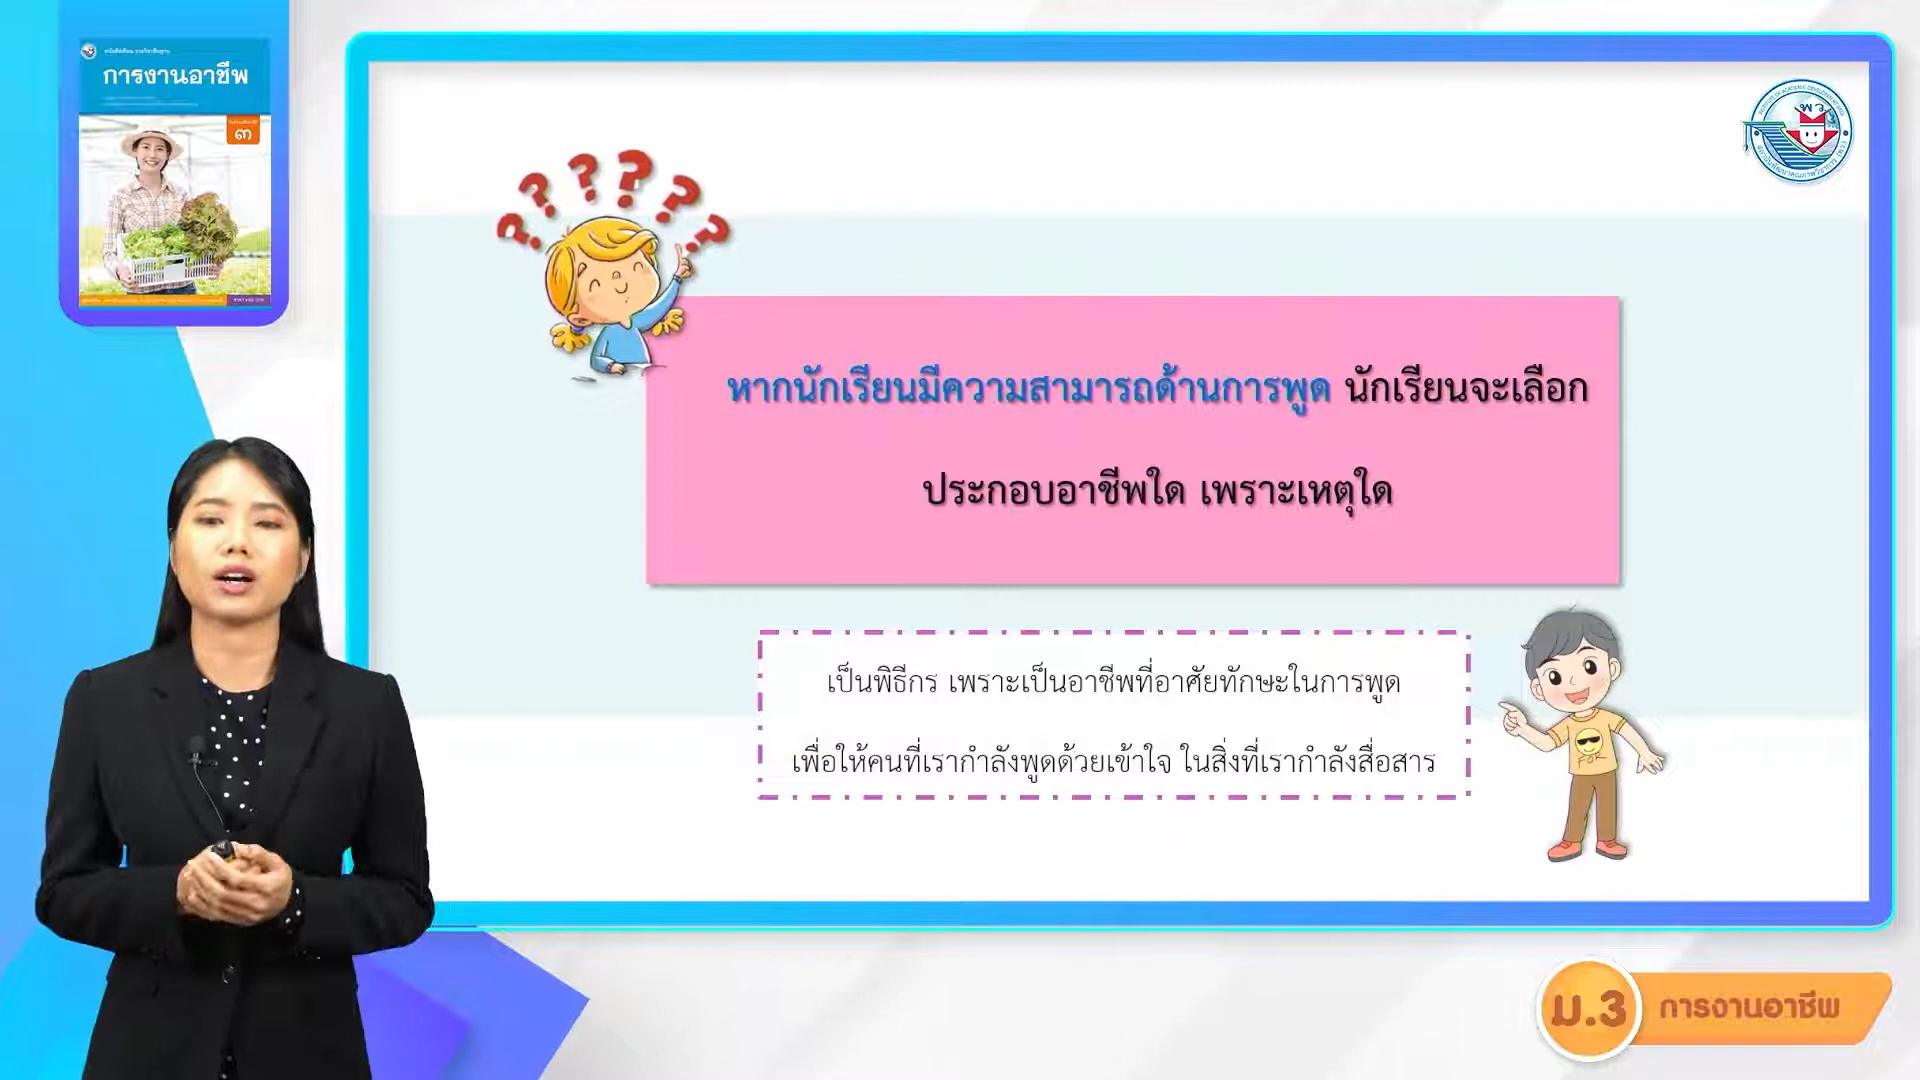 การงานอาชีพ
๓
พว
หากนักเรียนมีความสามารถด้านการพูด นักเรียนจะเลือก
ประกอบอาชีพใด เพราะเหตุใด
เป็นพิธีกร เพราะเป็นอาชีพที่อาศัยทักษะในการพูด
เพื่อให้คนที่เรากำลังพูดด้วยเข้าใจ ในสิ่งที่เรากำลังสื่อสาร
FOR
ม.3 การงานอาชีพ